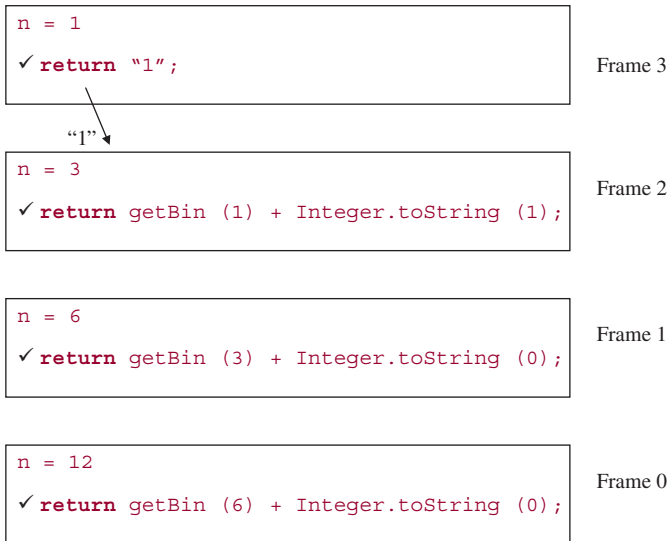 n = 1
✓ return “1”;
Frame 3
“1”
n = 3
Frame 2
✓ return getBin (1) + Integer.toString (1);
n = 6
Frame 1
✓ return getBin (3) + Integer.toString (0);
n = 12
Frame 0
✓ return getBin (6) + Integer.toString (0);